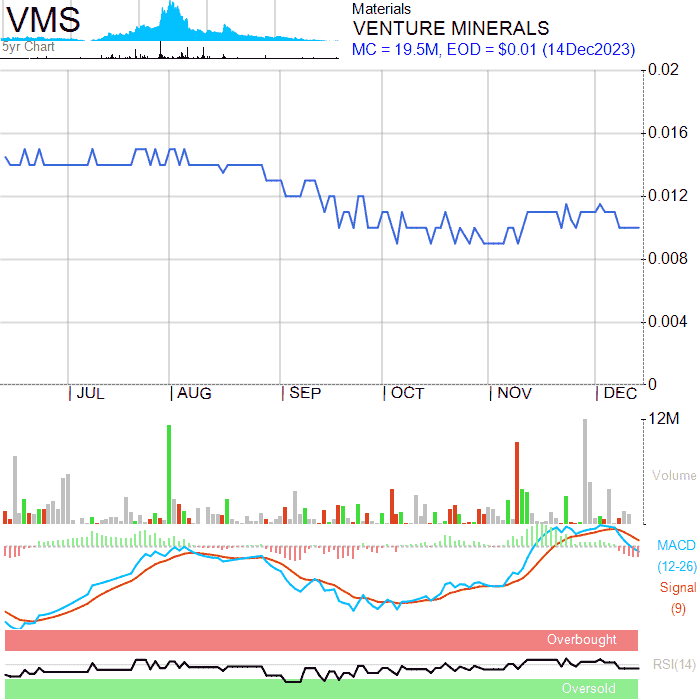 VMS
5yr Chart
Materials
VENTURE MINERALS
MC = 19.5M, EOD = $0.01 (14Dec2023)
0.02
0.016
0.012
0.008
0.004
0
JUL AUG SEP OCT NOV DEC
12M
Volume
MACD
(12-26)
Signal
(9)
Overbought
RSI(14)
Oversold